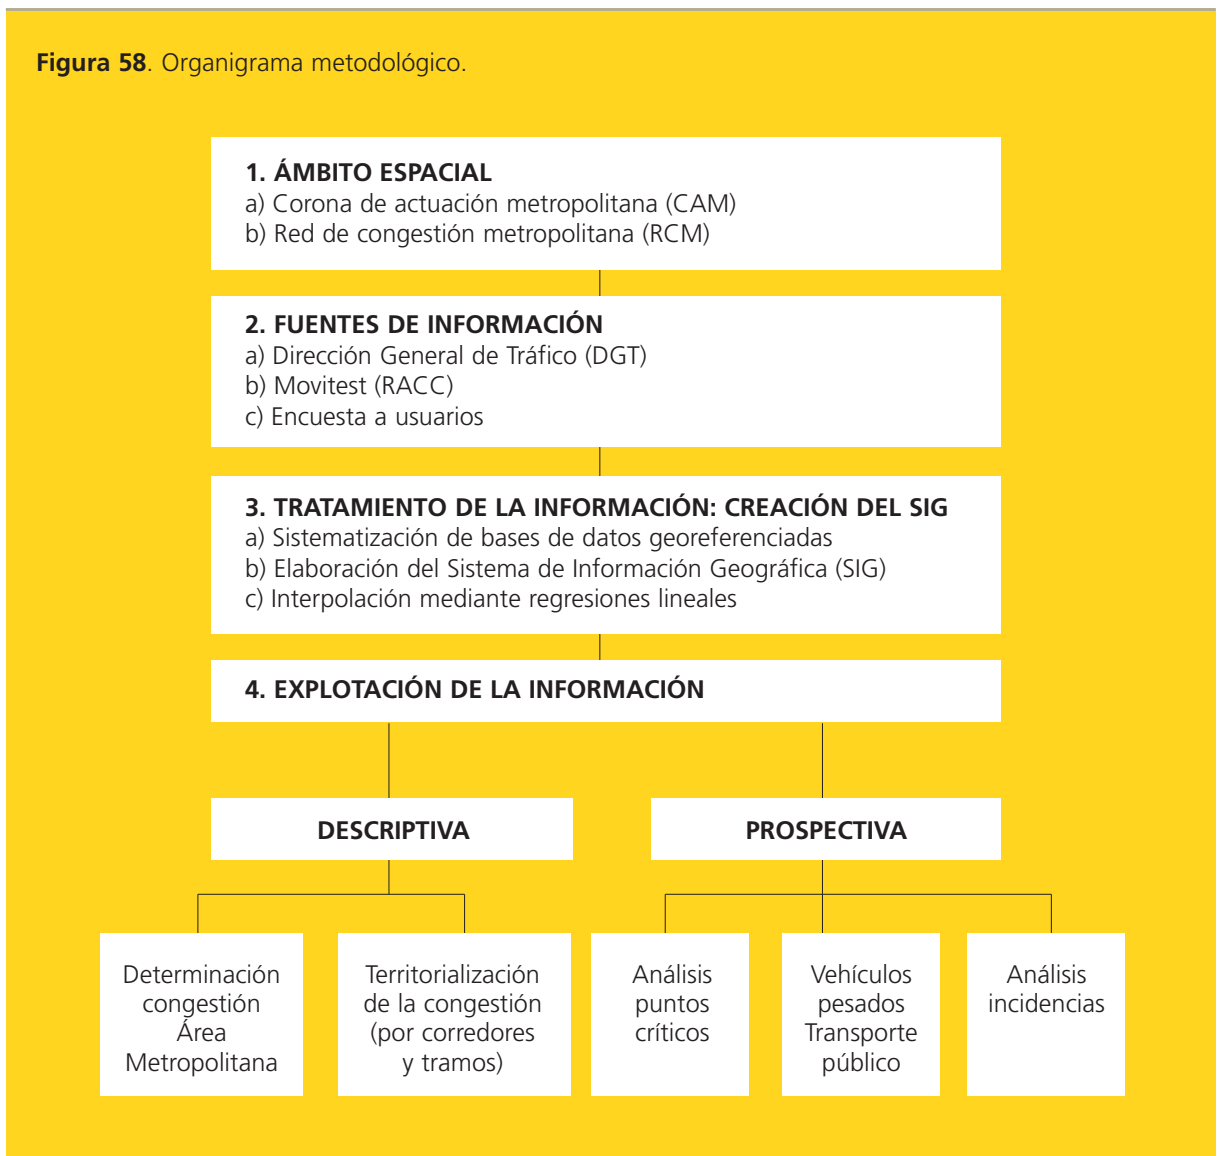 Figura 58. Organigrama metodológico.
1. ÁMBITO ESPACIAL
a) Corona de actuación metropolitana (CAM)
b) Red de congestión metropolitana (RCM)
2. FUENTES DE INFORMACIÓN
a) Dirección General de Tráfico (DGT)
b) Movitest (RACC)
c) Encuesta a usuarios
3. TRATAMIENTO DE LA INFORMACIÓN: CREACIÓN DEL SIG
a) Sistematización de bases de datos georeferenciadas
b) Elaboración del Sistema de Información Geográfica (SIG)
c) Interpolación mediante regresiones lineales
4. EXPLOTACIÓN DE LA INFORMACIÓN
DESCRIPTIVA
PROSPECTIVA
Determinación
congestión
Área
Metropolitana
Territorialización
de la congestión
(por corredores
y tramos)
Análisis
puntos
críticos
Vehículos
pesados
Transporte
público
Análisis
incidencias